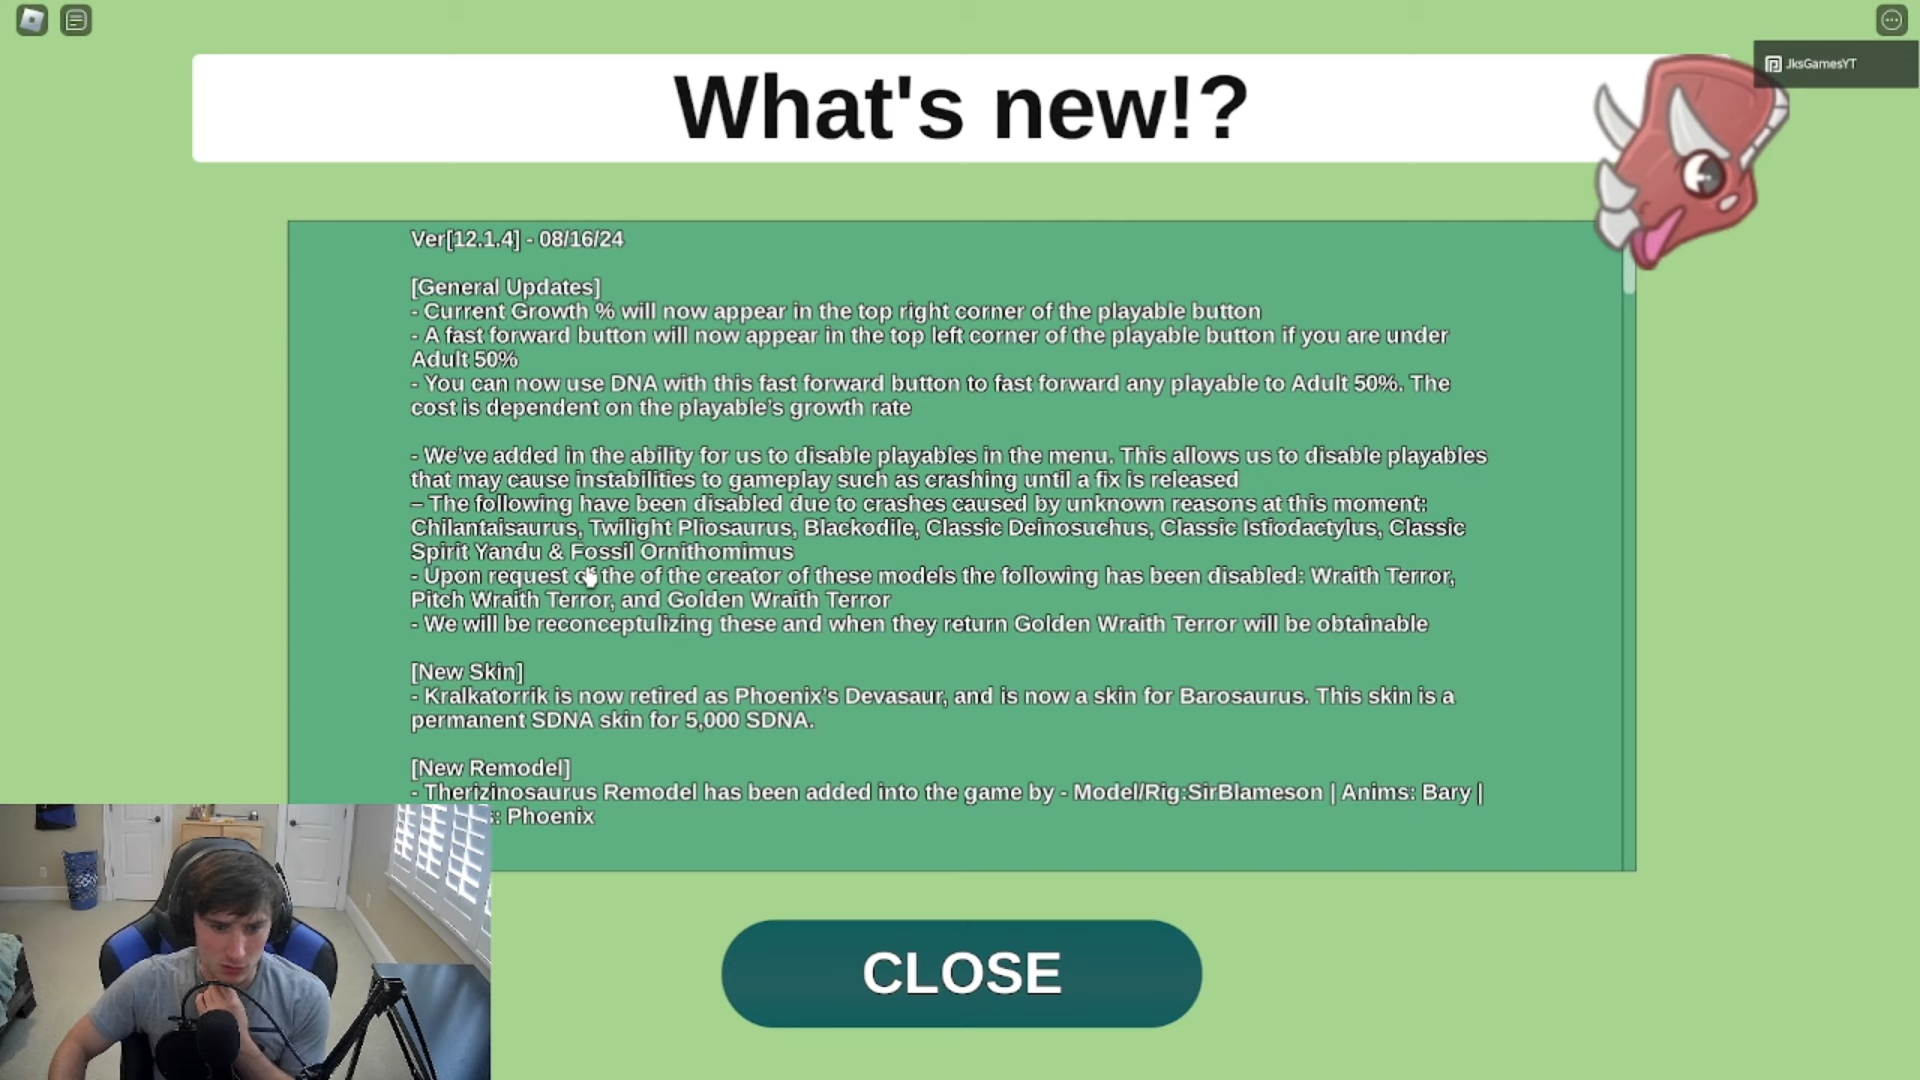 JksGamesYT
What's new!?
Ver[12.1.4] - 08/16/24
[General Updates]
- Current Growth % will now appear in the top right corner of the playable button
- A fast forward button will now appear in the top left corner of the playable button if you are under
Adult 50%
- You can now use DNA with this fast forward button to fast forward any playable to Adult 50%. The
cost is dependent on the playable's growth rate
- We've added in the ability for us to disable playables in the menu. This allows us to disable playables
that may cause instabilities to gameplay such as crashing until a fix is released
– The following have been disabled due to crashes caused by unknown reasons at this moment:
Chilantaisaurus, Twilight Pliosaurus, Blackodile, Classic Deinosuchus, Classic Istiodactylus, Classic
Spirit Yandu & Fossil Ornithomimus
- Upon request of the of the creator of these models the following has been disabled: Wraith Terror,
Pitch Wraith Terror, and Golden Wraith Terror
- We will be reconceptulizing these and when they return Golden Wraith Terror will be obtainable
[New Skin]
- Kralkatorrik is now retired as Phoenix's Devasaur, and is now a skin for Barosaurus. This skin is a
permanent SDNA skin for 5,000 SDNA.
[New Remodel]
- Therizinosaurus Remodel has been added into the game by - Model/Rig:SirBlameson | Anims: Bary |
: Phoenix
CLOSE